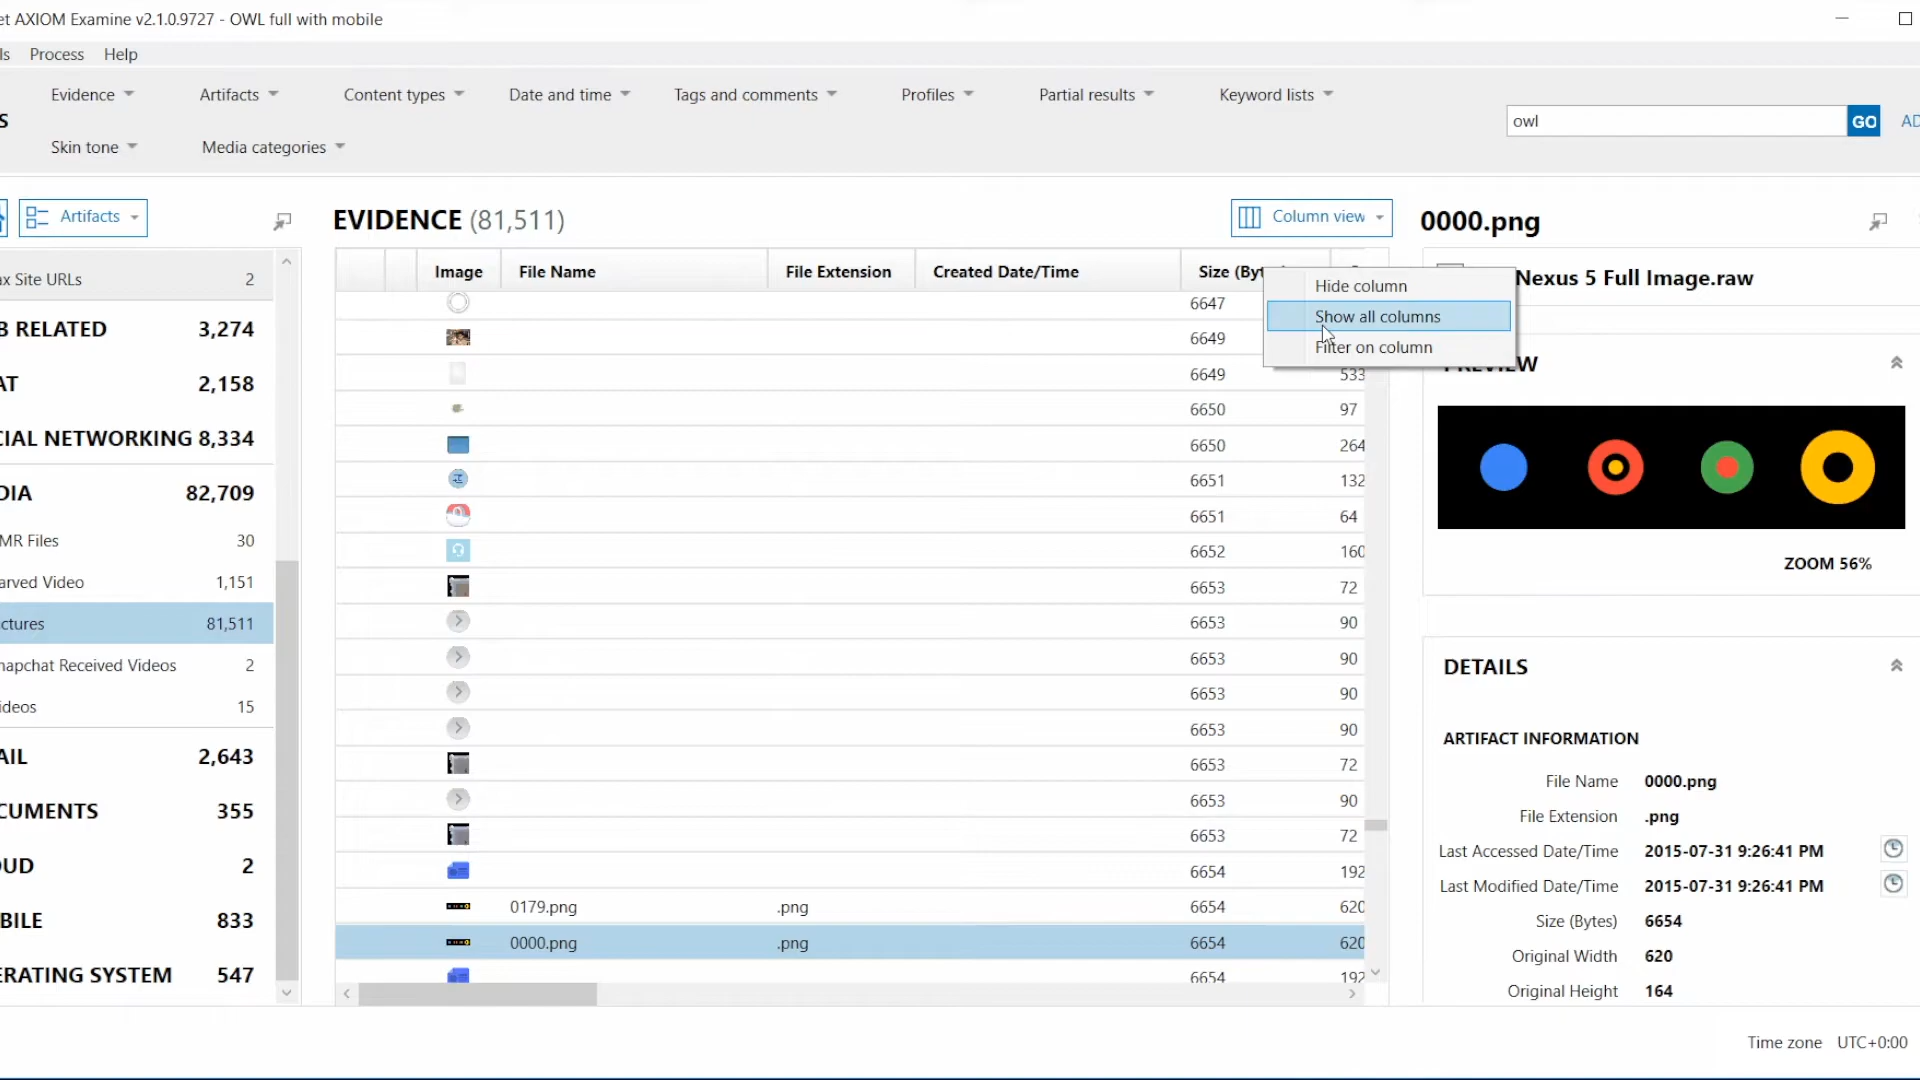 et AXIOM Examine v2.1.0.9727 - OWL full with mobile
ls Process Help
Evidence Artifacts Content types Date and time Tags and comments Profiles Partial results Keyword lists
S
owl GO AD
Skin tone Media categories
Artifacts
EVIDENCE (81,511)
Column view
0000.png
Image File Name File Extension Created Date/Time Size (Byt
Hide column
Show all columns
Filter on column
Nexus 5 Full Image.raw
ax Site URLs 2
B RELATED 3,274
AT 2,158
CIAL NETWORKING 8,334
DIA 82,709
MR Files 30
arved Video 1,151
ctures 81,511
napchat Received Videos 2
ideos 15
AIL 2,643
CUMENTS 355
OUD 2
BILE 833
ERATING SYSTEM 547
6647
6649
6649 533
6650 97
6650 264
6651 132
6651 64
6652 160
6653 72
6653 90
6653 90
6653 90
6653 90
6653 72
6653 90
6653 72
6654 192
0179.png .png 6654 620
0000.png .png 6654 620
6654 192
PREVIEW
ZOOM 56%
DETAILS
ARTIFACT INFORMATION
File Name 0000.png
File Extension .png
Last Accessed Date/Time 2015-07-31 9:26:41 PM
Last Modified Date/Time 2015-07-31 9:26:41 PM
Size (Bytes) 6654
Original Width 620
Original Height 164
Time zone UTC+0:00